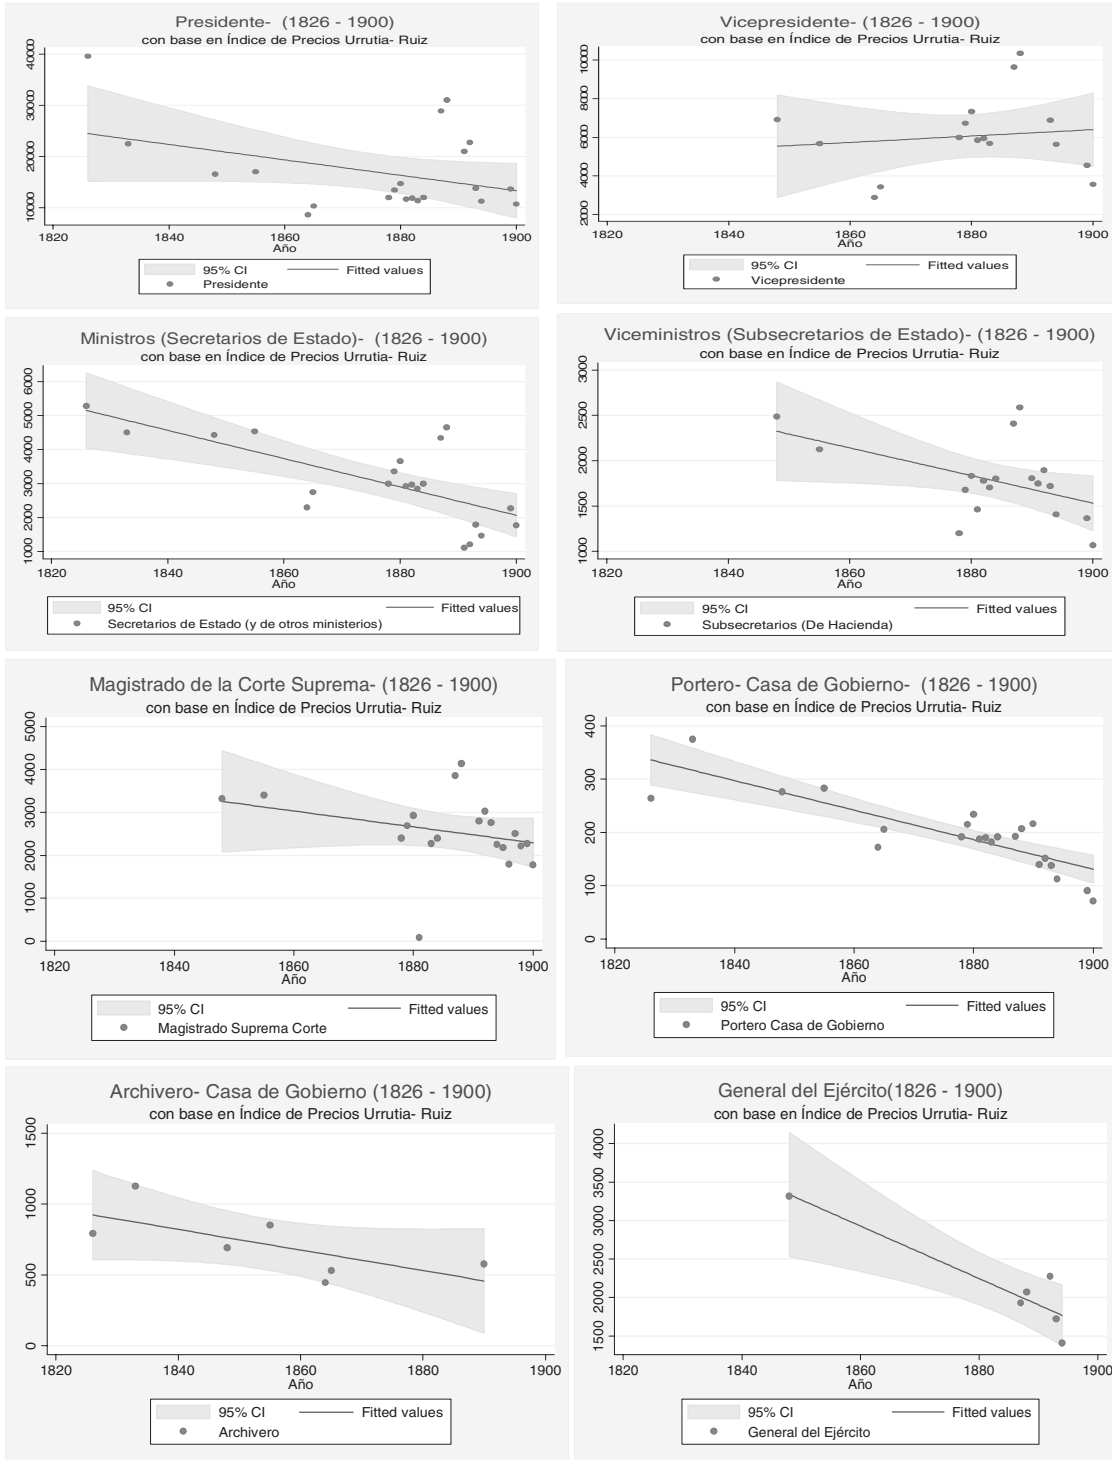 Presidente- (1826 - 1900)
con base en Índice de Precios Urrutia- Ruiz
40000
30000
20000
10000
1820 1840 1860 1880 1900
Año
95% CI Fitted values
Presidente
Vicepresidente- (1826 - 1900)
con base en Índice de Precios Urrutia- Ruiz
10000
8000
6000
4000
2000
1820 1840 1860 1880 1900
Año
95% CI Fitted values
Vicepresidente
Ministros (Secretarios de Estado)- (1826 - 1900)
con base en Índice de Precios Urrutia- Ruiz
6000
5000
4000
3000
2000
1000
1820 1840 1860 1880 1900
Año
95% CI Fitted values
Secretarios de Estado (y de otros ministerios)
Viceministros (Subsecretarios de Estado)- (1826 - 1900)
con base en Índice de Precios Urrutia- Ruiz
3000
2500
2000
1500
1000
1820 1840 1860 1880 1900
Año
95% CI Fitted values
Subsecretarios (De Hacienda)
Magistrado de la Corte Suprema- (1826 - 1900)
con base en Índice de Precios Urrutia- Ruiz
5000
4000
3000
2000
1000
0
1820 1840 1860 1880 1900
Año
95% CI Fitted values
Magistrado Suprema Corte
Portero- Casa de Gobierno- (1826 - 1900)
con base en Índice de Precios Urrutia- Ruiz
400
300
200
100
0
1820 1840 1860 1880 1900
Año
95% CI Fitted values
Portero Casa de Gobierno
Archivero- Casa de Gobierno (1826 - 1900)
con base en Índice de Precios Urrutia- Ruiz
1500
1000
500
0
1820 1840 1860 1880 1900
Año
95% CI Fitted values
Archivero
General del Ejército(1826 - 1900)
con base en Índice de Precios Urrutia- Ruiz
4000
3500
3000
2500
2000
1500
1820 1840 1860 1880 1900
Año
95% CI Fitted values
General del Ejército